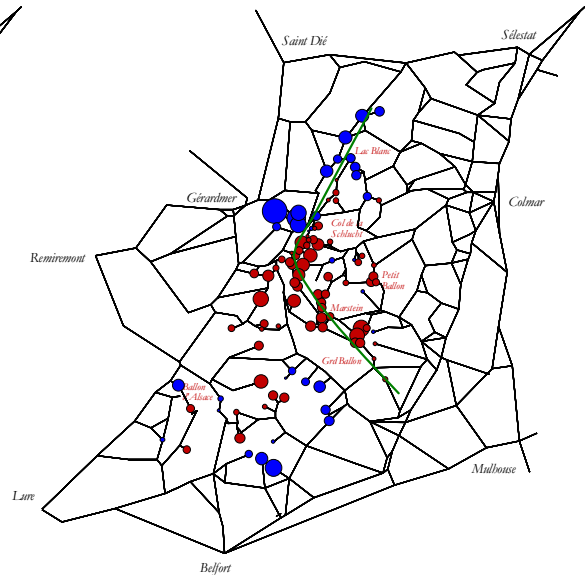 Saint Dié
Sélestat
Lac Blanc
Gérardmer
Colmar
Col de la
Schlucht
Remiremont
Petit
Ballon
Marstein
Grd Ballon
Ballon
d'Alsace
Mulhouse
Lure
Belfort